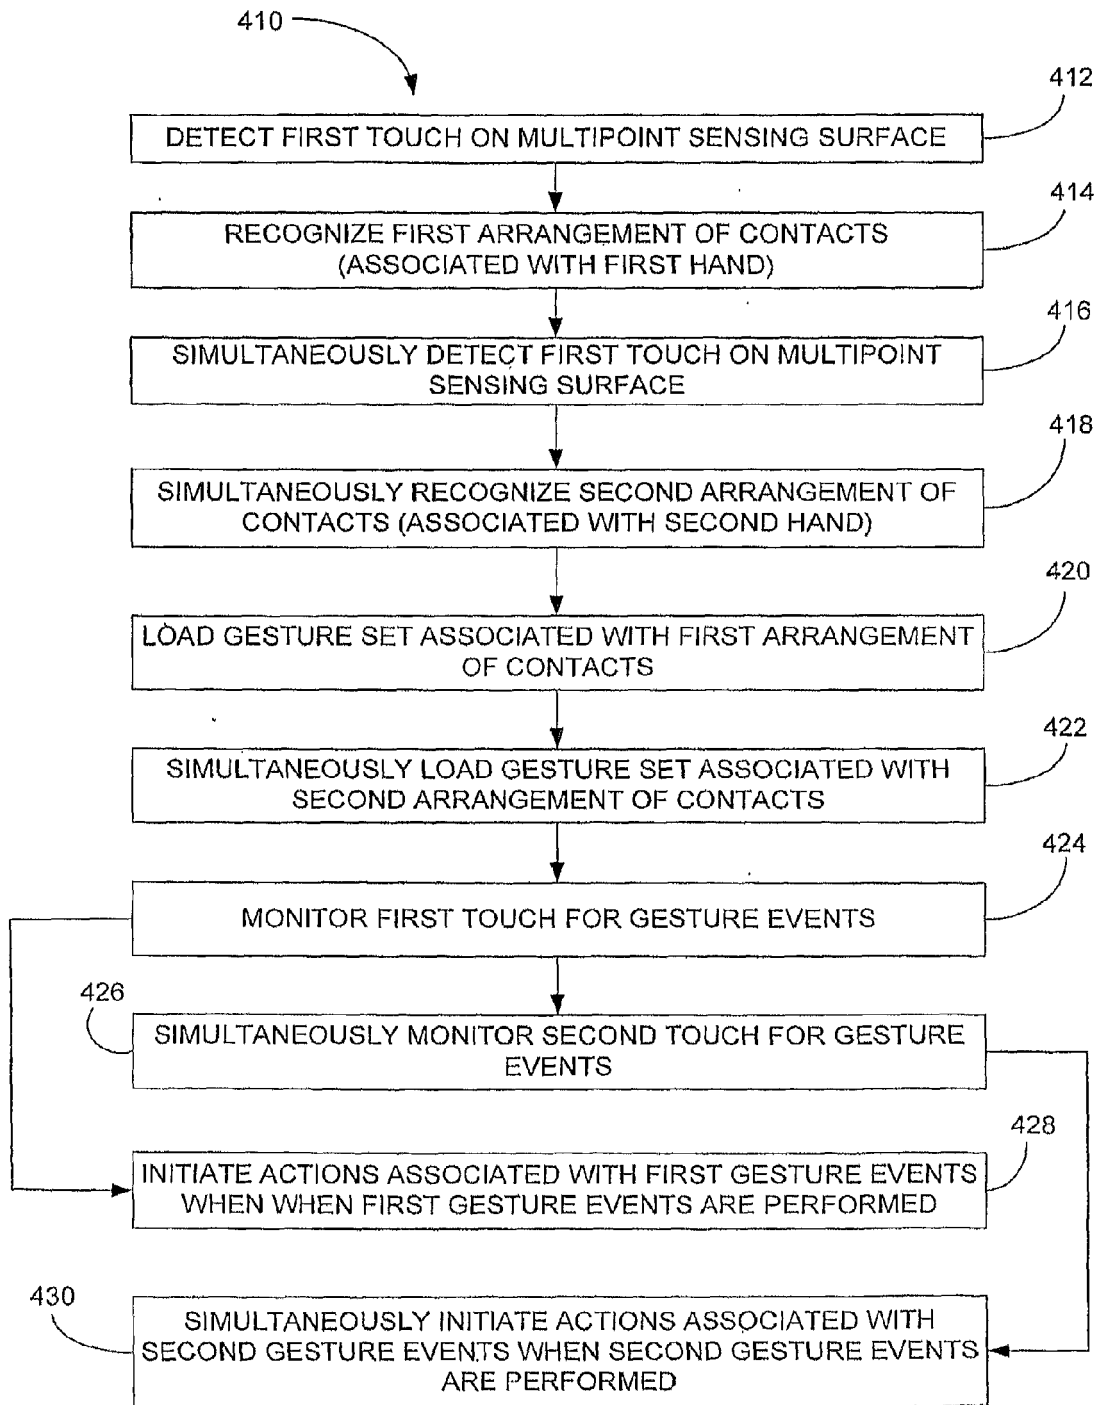 410
412
DETECT FIRST TOUCH ON MULTIPOINT SENSING SURFACE
414
RECOGNIZE FIRST ARRANGEMENT OF CONTACTS
(ASSOCIATED WITH FIRST HAND)
416
SIMULTANEOUSLY DETECT FIRST TOUCH ON MULTIPOINT
SENSING SURFACE
418
SIMULTANEOUSLY RECOGNIZE SECOND ARRANGEMENT OF
CONTACTS (ASSOCIATED WITH SECOND HAND)
420
LOAD GESTURE SET ASSOCIATED WITH FIRST ARRANGEMENT
OF CONTACTS
422
SIMULTANEOUSLY LOAD GESTURE SET ASSOCIATED WITH
SECOND ARRANGEMENT OF CONTACTS
424
MONITOR FIRST TOUCH FOR GESTURE EVENTS
426
SIMULTANEOUSLY MONITOR SECOND TOUCH FOR GESTURE
EVENTS
428
INITIATE ACTIONS ASSOCIATED WITH FIRST GESTURE EVENTS
WHEN WHEN FIRST GESTURE EVENTS ARE PERFORMED
430
SIMULTANEOUSLY INITIATE ACTIONS ASSOCIATED WITH
SECOND GESTURE EVENTS WHEN SECOND GESTURE EVENTS
ARE PERFORMED